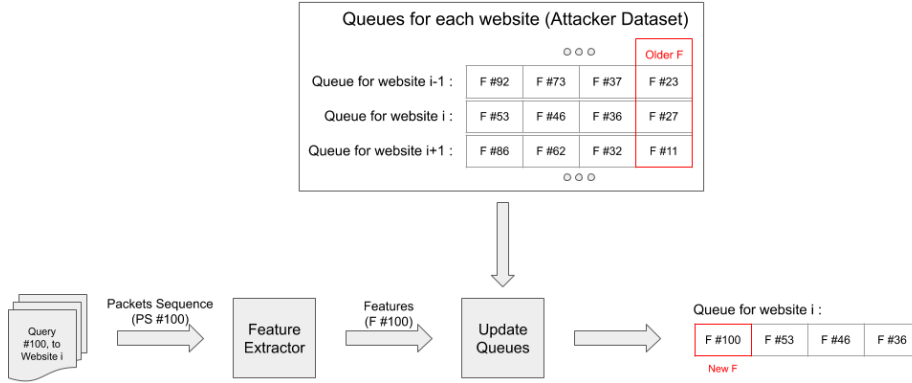 Queues for each website (Attacker Dataset)
Older F
Queue for website i-1 : F #92 F #73 F #37 F #23
Queue for website i : F #53 F #46 F #36 F #27
Queue for website i+1 : F #86 F #62 F #32 F #11
Query
#100, to
Website i
Packets Sequence
(PS #100)
Feature
Extractor
Features
(F #100)
Update
Queues
Queue for website i :
F #100 F #53 F #46 F #36
New F